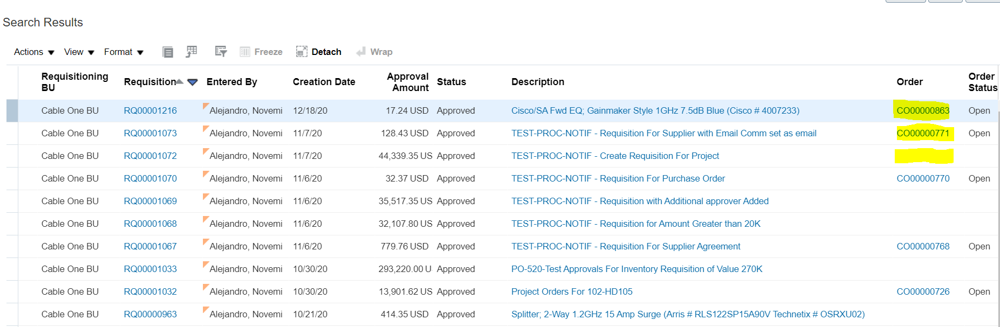 Search Results
Actions View Format Freeze Detach Wrap
Requisitioning BU Requisition Entered By Creation Date Approval Amount Status Description Order Order Status
Cable One BU RQ00001216 Alejandro, Novemi 12/18/20 17.24 USD Approved Cisco/SA Fwd EQ; Gainmaker Style 1GHz 7.5dB Blue (Cisco # 4007233) CO00000863 Open
Cable One BU RQ00001073 Alejandro, Novemi 11/7/20 128.43 USD Approved TEST-PROC-NOTIF - Requisition For Supplier with Email Comm set as email CO00000771 Open
Cable One BU RQ00001072 Alejandro, Novemi 11/7/20 44,339.35 US Approved TEST-PROC-NOTIF - Create Requisition For Project
Cable One BU RQ00001070 Alejandro, Novemi 11/6/20 32.37 USD Approved TEST-PROC-NOTIF - Requisition For Purchase Order CO00000770 Open
Cable One BU RQ00001069 Alejandro, Novemi 11/6/20 35,517.35 US Approved TEST-PROC-NOTIF - Requisition with Additional approver Added
Cable One BU RQ00001068 Alejandro, Novemi 11/6/20 32,107.80 US Approved TEST-PROC-NOTIF - Requisition for Amount Greater than 20K
Cable One BU RQ00001067 Alejandro, Novemi 11/6/20 779.76 USD Approved TEST-PROC-NOTIF - Requisition For Supplier Agreement CO00000768 Open
Cable One BU RQ00001033 Alejandro, Novemi 10/30/20 293,220.00 U Approved PO-520-Test Approvals For Inventory Requisition of Value 270K
Cable One BU RQ00001032 Alejandro, Novemi 10/30/20 13,901.62 US Approved Project Orders For 102-HD105 CO00000726 Open
Cable One BU RQ00000963 Alejandro, Novemi 10/21/20 414.35 USD Approved Splitter; 2-Way 1.2GHz 15 Amp Surge (Arris # RLS122SP15A90V Technetix # OSRXU02)